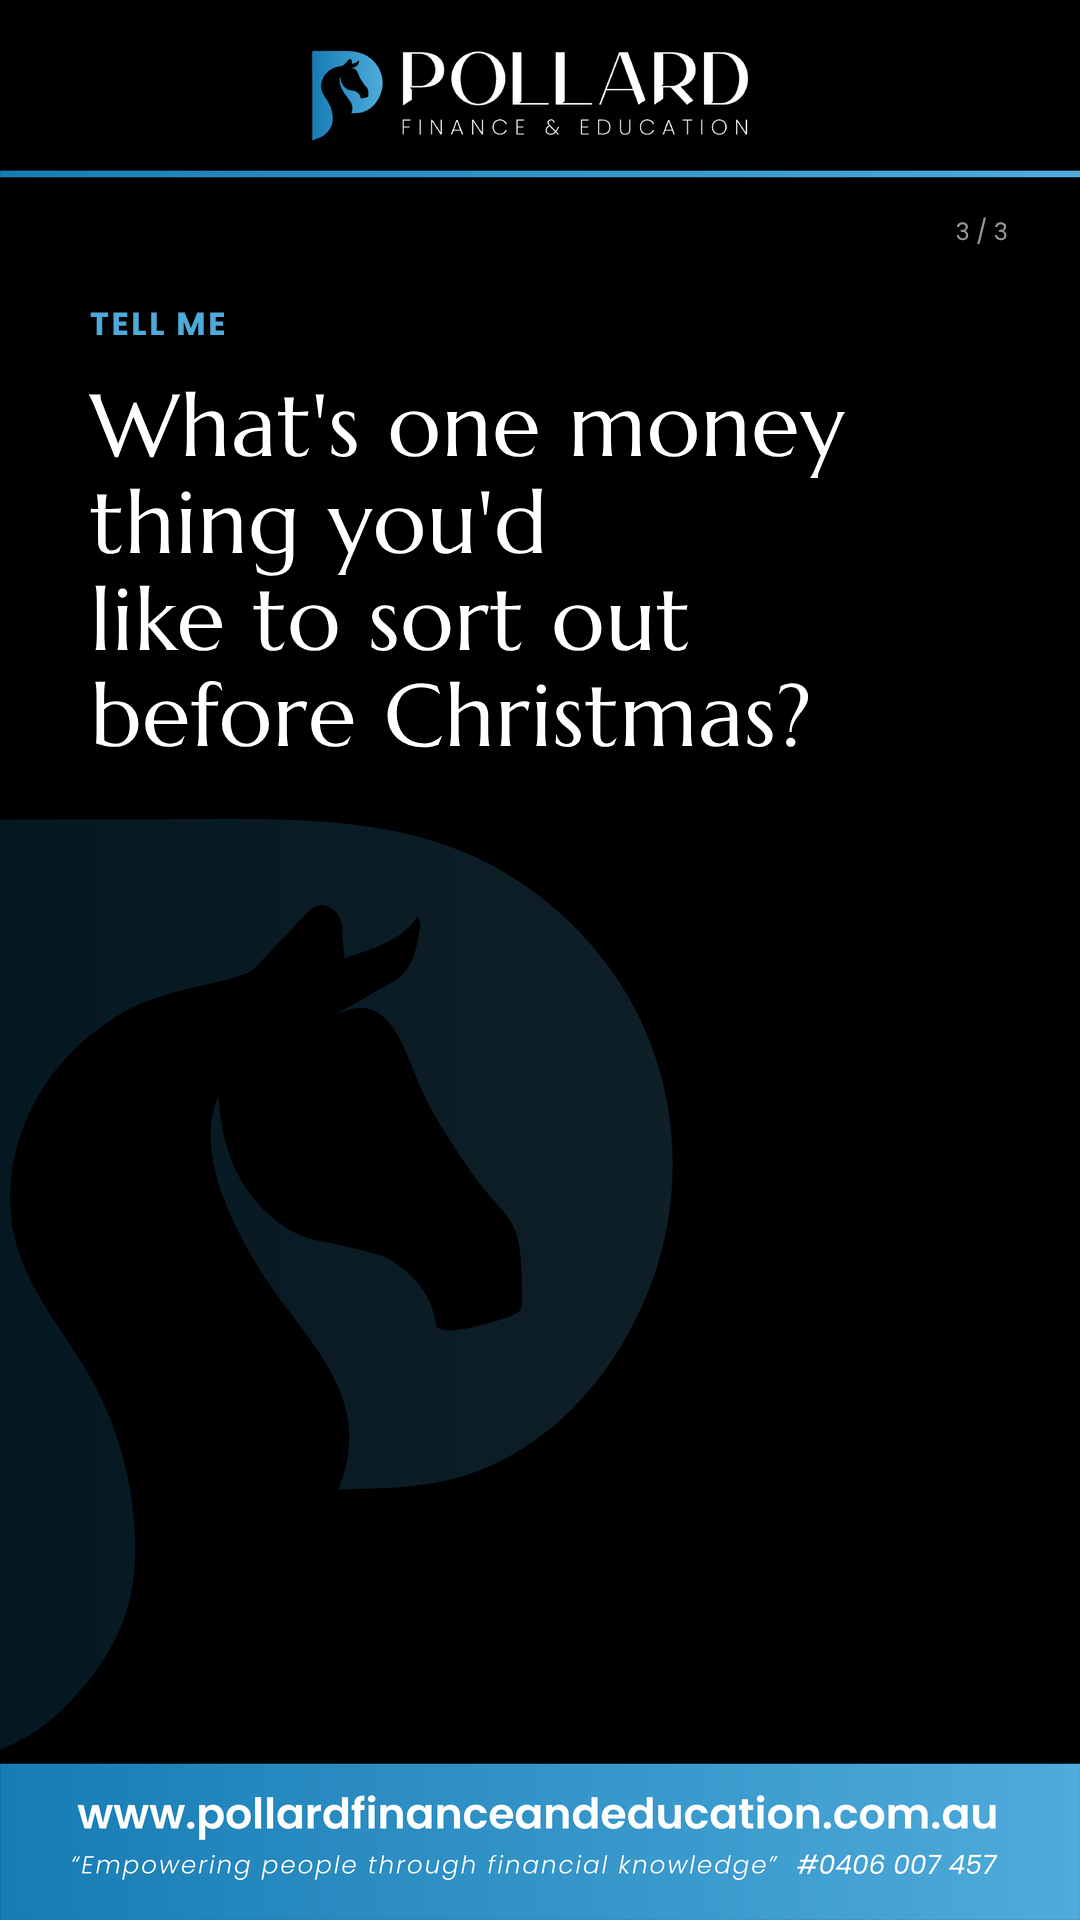 POLLARD
FINANCE & EDUCATION
3 / 3
TELL ME
What's one money
thing you'd
like to sort out
before Christmas?
www.pollardfinanceandeducation.com.au
“Empowering people through financial knowledge” #0406 007 457